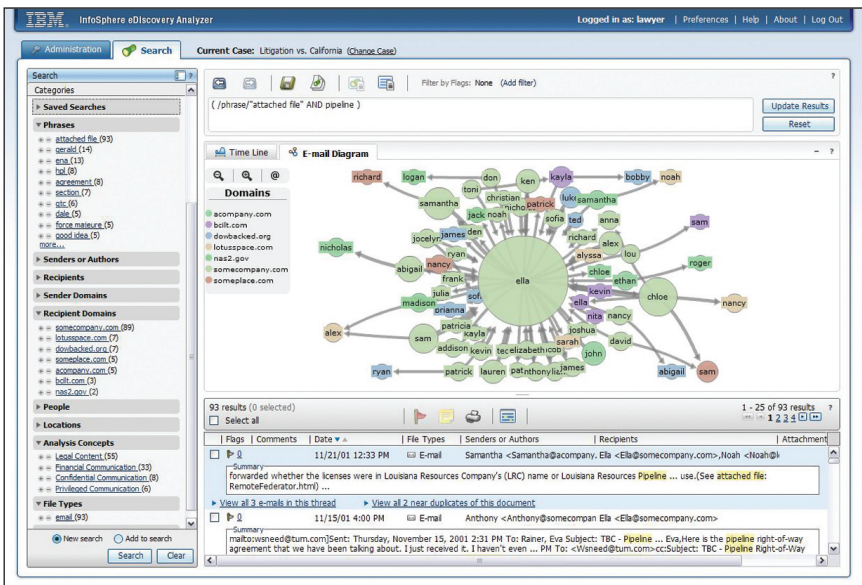 IBM. InfoSphere eDiscovery Analyzer
Logged in as: lawyer | Preferences | Help | About | Log Out
Administration
Search
Current Case: Litigation vs. California (Change Case)
Search
?
Categories
Saved Searches
Phrases
attached file (93)
gerald (14)
ena (13)
hpl (8)
agreement (8)
section (7)
gtc (6)
dale (5)
force mateure (5)
good idea (5)
more...
Senders or Authors
Recipients
Sender Domains
Recipient Domains
somecompany.com (89)
lotusspace.com (7)
dowbacked.org (7)
someplace.com (5)
acompany.com (5)
bclt.com (3)
nas2.gov (2)
People
Locations
Analysis Concepts
Legal Content (55)
Financial Communication (33)
Confidential Communication (8)
Privileged Communication (6)
File Types
email (93)
New search Add to search
Search Clear
Filter by Flags: None (Add filter)
?
( /phrase/"attached file" AND pipeline )
Update Results
Reset
Time Line
E-mail Diagram
- ?
@
Domains
acompany.com
bclt.com
dowbacked.org
lotusspace.com
nas2.gov
somecompany.com
someplace.com
richard
logan
don
ken
kayla
bobby
noah
toni
samantha
christian
patrick
luke
samantha
jack
noah
sofia
ted
anna
sam
jocelyn
james
den
richard
alex
nicholas
ryan
alyssa
lou
abigail
nancy
frank
ella
chloe
ethan
roger
julia
sofi
kevin
madison
prianna
ella
chloe
nancy
alex
patricia
nita
nancy
sam
kayla
joshua
sarah
david
addison
kevin
tec
elizabeth
cob
john
ryan
patrick
lauren
james
abigail
sam
93 results (0 selected)
Select all
1 - 25 of 93 results
?
1 2 3 4
Flags | Comments | Date | File Types | Senders or Authors | Recipients | Attachment
0 11/21/01 12:33 PM E-mail Samantha <Samantha@acompany. Ella <Ella@somecompany.com>,Noah <Noah@k
Summary
forwarded whether the licenses were in Louisiana Resources Company's (LRC) name or Louisiana Resources Pipeline ... use.(See attached file:
RemoteFederator.html) ...
View all 3 e-mails in this thread View all 2 near duplicates of this document
0 11/15/01 4:00 PM E-mail Anthony <Anthony@somecompan Ella <Ella@somecompany.com>
Summary
mailto:wsneed@tum.com]Sent: Thursday, November 15, 2001 2:31 PM To: Rainer, Eva Subject: TBC - Pipeline ... Eva,Here is the pipeline right-of-way
agreement that we have been talking about. I just received it. I haven't even ... PM To: <Wsneed@tum.com>cc:Subject: TBC - Pipeline Right-Of-Way